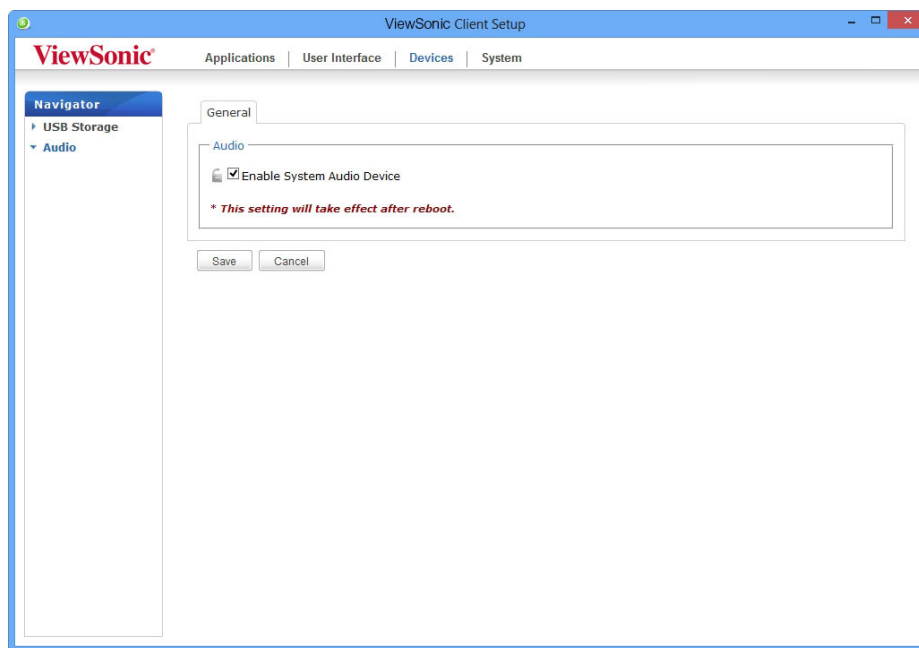 ViewSonic Client Setup
ViewSonic®
Applications
User Interface
Devices
System
Navigator
USB Storage
Audio
General
Audio
Enable System Audio Device
* This setting will take effect after reboot.
Save
Cancel